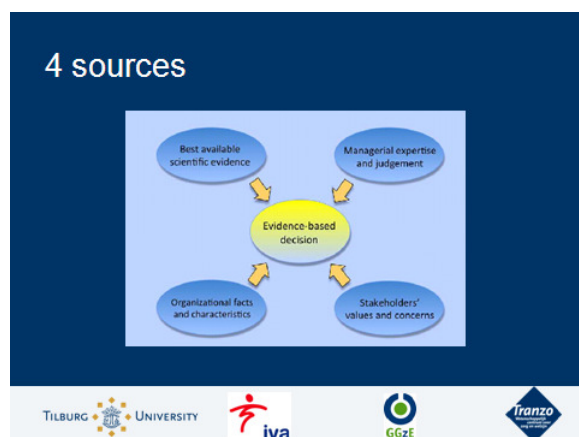 4 sources
Best available
scientific evidence
Managerial expertise
and judgement
Evidence-based
decision
Organizational facts
and characteristics
Stakeholders'
values and concerns
TILBURG UNIVERSITY
iva
GGzE
Tranzo